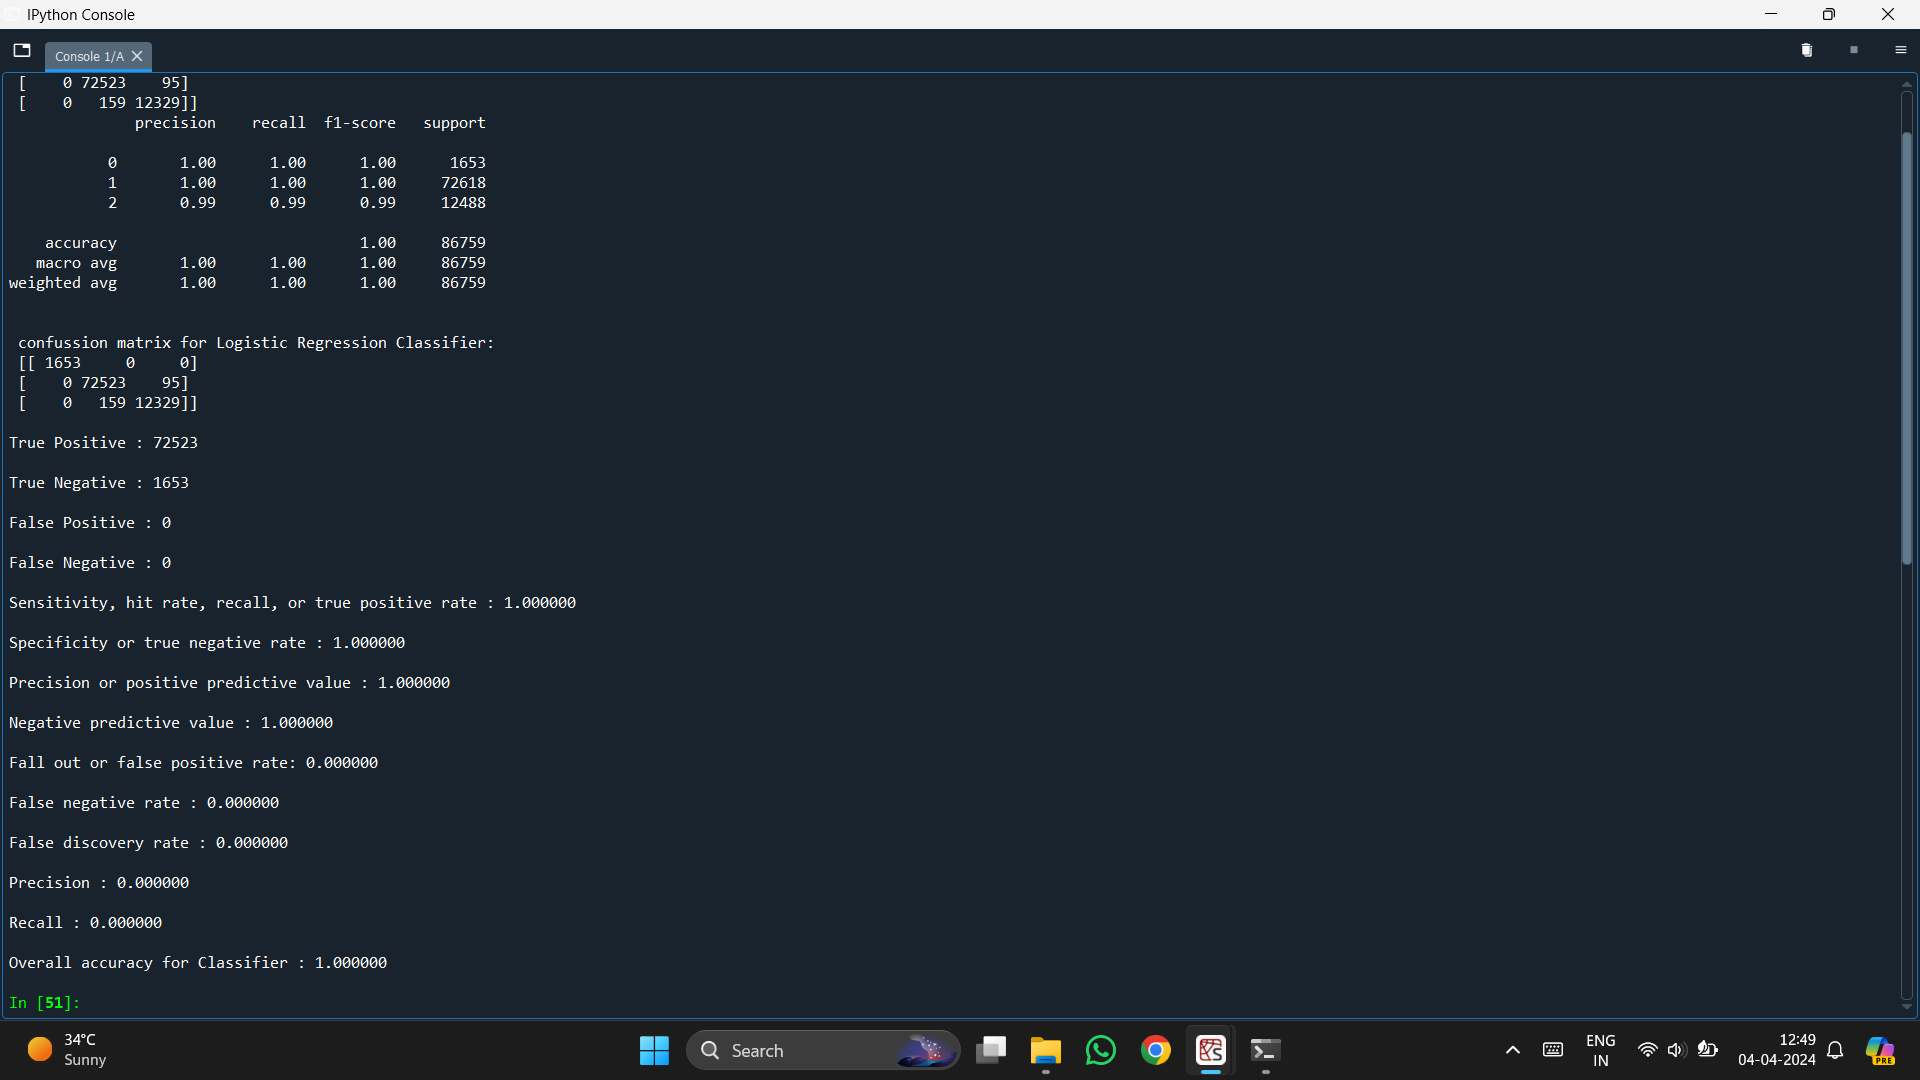 IPython Console
Console 1/A
[    0 72523    95]
[    0   159 12329]]
precision    recall  f1-score   support
0       1.00      1.00      1.00      1653
1       1.00      1.00      1.00     72618
2       0.99      0.99      0.99     12488
accuracy                           1.00     86759
macro avg       1.00      1.00      1.00     86759
weighted avg       1.00      1.00      1.00     86759
confussion matrix for Logistic Regression Classifier:
[[ 1653     0     0]
[    0 72523    95]
[    0   159 12329]]
True Positive : 72523
True Negative : 1653
False Positive : 0
False Negative : 0
Sensitivity, hit rate, recall, or true positive rate : 1.000000
Specificity or true negative rate : 1.000000
Precision or positive predictive value : 1.000000
Negative predictive value : 1.000000
Fall out or false positive rate: 0.000000
False negative rate : 0.000000
False discovery rate : 0.000000
Precision : 0.000000
Recall : 0.000000
Overall accuracy for Classifier : 1.000000
In [51]:
34°C
Sunny
Search
ENG
IN
12:49
04-04-2024
PRE